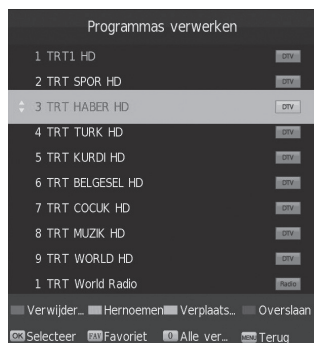 Programmas verwerken
1 TRT1 HD DTV
2 TRT SPOR HD DTV
3 TRT HABER HD DTV
4 TRT TURK HD DTV
5 TRT KURDI HD DTV
6 TRT BELGESEL HD DTV
7 TRT COCUK HD DTV
8 TRT MUZIK HD DTV
9 TRT WORLD HD DTV
1 TRT World Radio Radio
Verwijder... Hernoemen Verplaats... Overslaan
OK Selecteer FAV Favoriet 0 Alle ver... MENU Terug